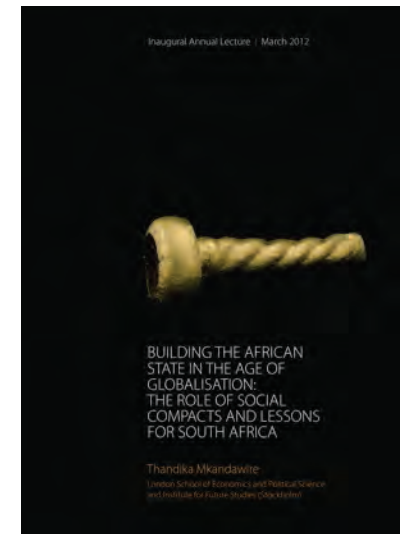 Inaugural Annual Lecture | March 2012
BUILDING THE AFRICAN
STATE IN THE AGE OF
GLOBALISATION:
THE ROLE OF SOCIAL
COMPACTS AND LESSONS
FOR SOUTH AFRICA
Thandika Mkandawire
London School of Economics and Political Science
and Institute for Future Studies (Stockholm)